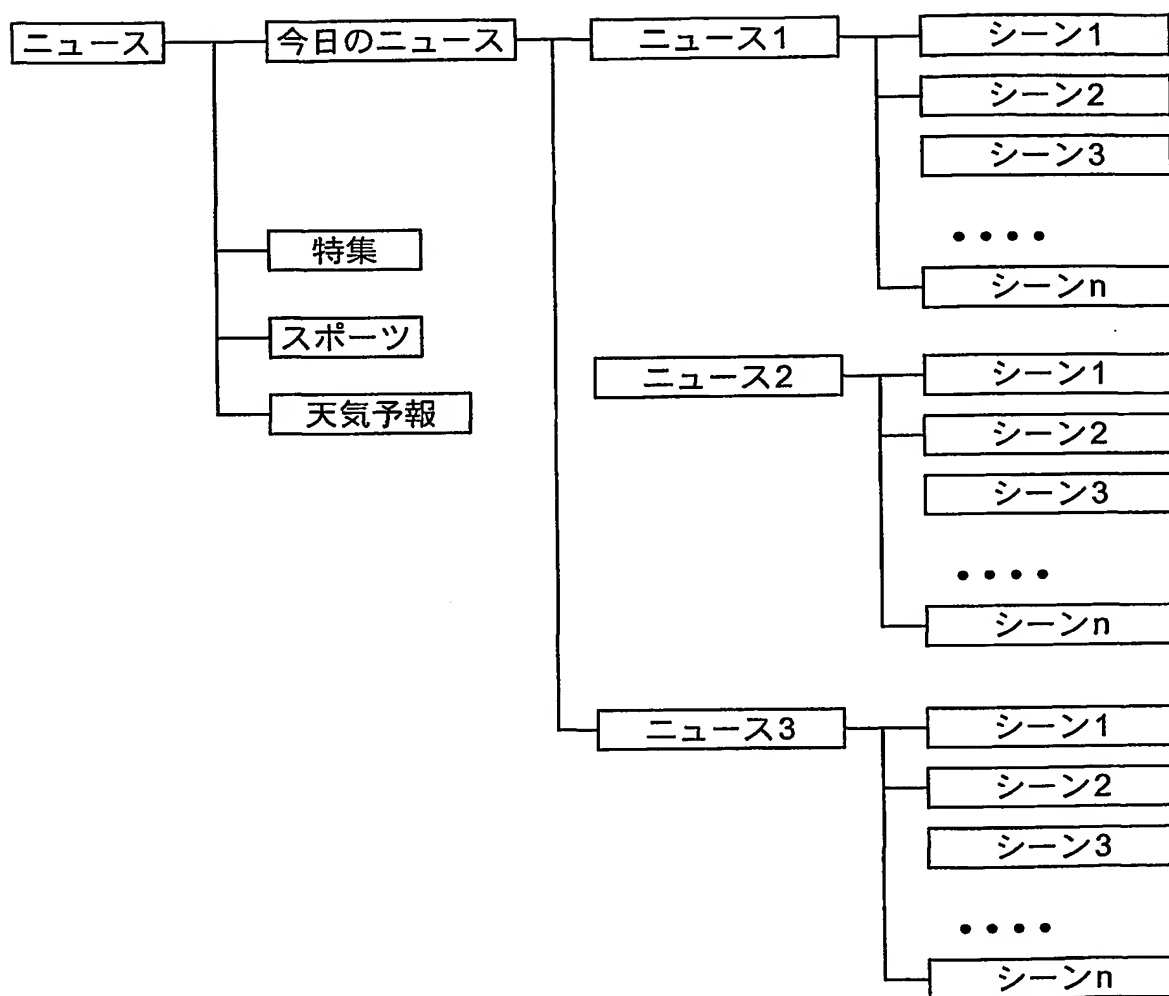 ニュース
今日のニュース
ニュース1
シーン1
シーン2
シーン3
・・・・
シーンn
特集
スポーツ
天気予報
ニュース2
シーン1
シーン2
シーン3
・・・・
シーンn
ニュース3
シーン1
シーン2
シーン3
・・・・
シーンn